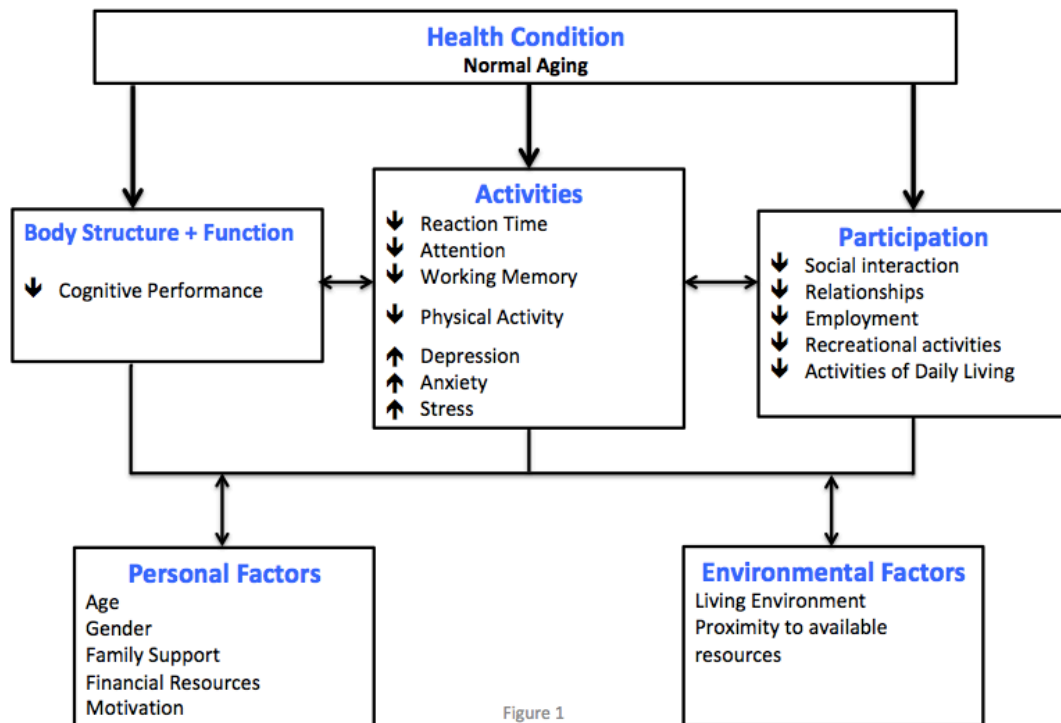 Health Condition
Normal Aging
Body Structure + Function
Cognitive Performance
Activities
Reaction Time
Attention
Working Memory
Physical Activity
Depression
Anxiety
Stress
Participation
Social interaction
Relationships
Employment
Recreational activities
Activities of Daily Living
Personal Factors
Age
Gender
Family Support
Financial Resources
Motivation
Environmental Factors
Living Environment
Proximity to available
resources
Figure 1